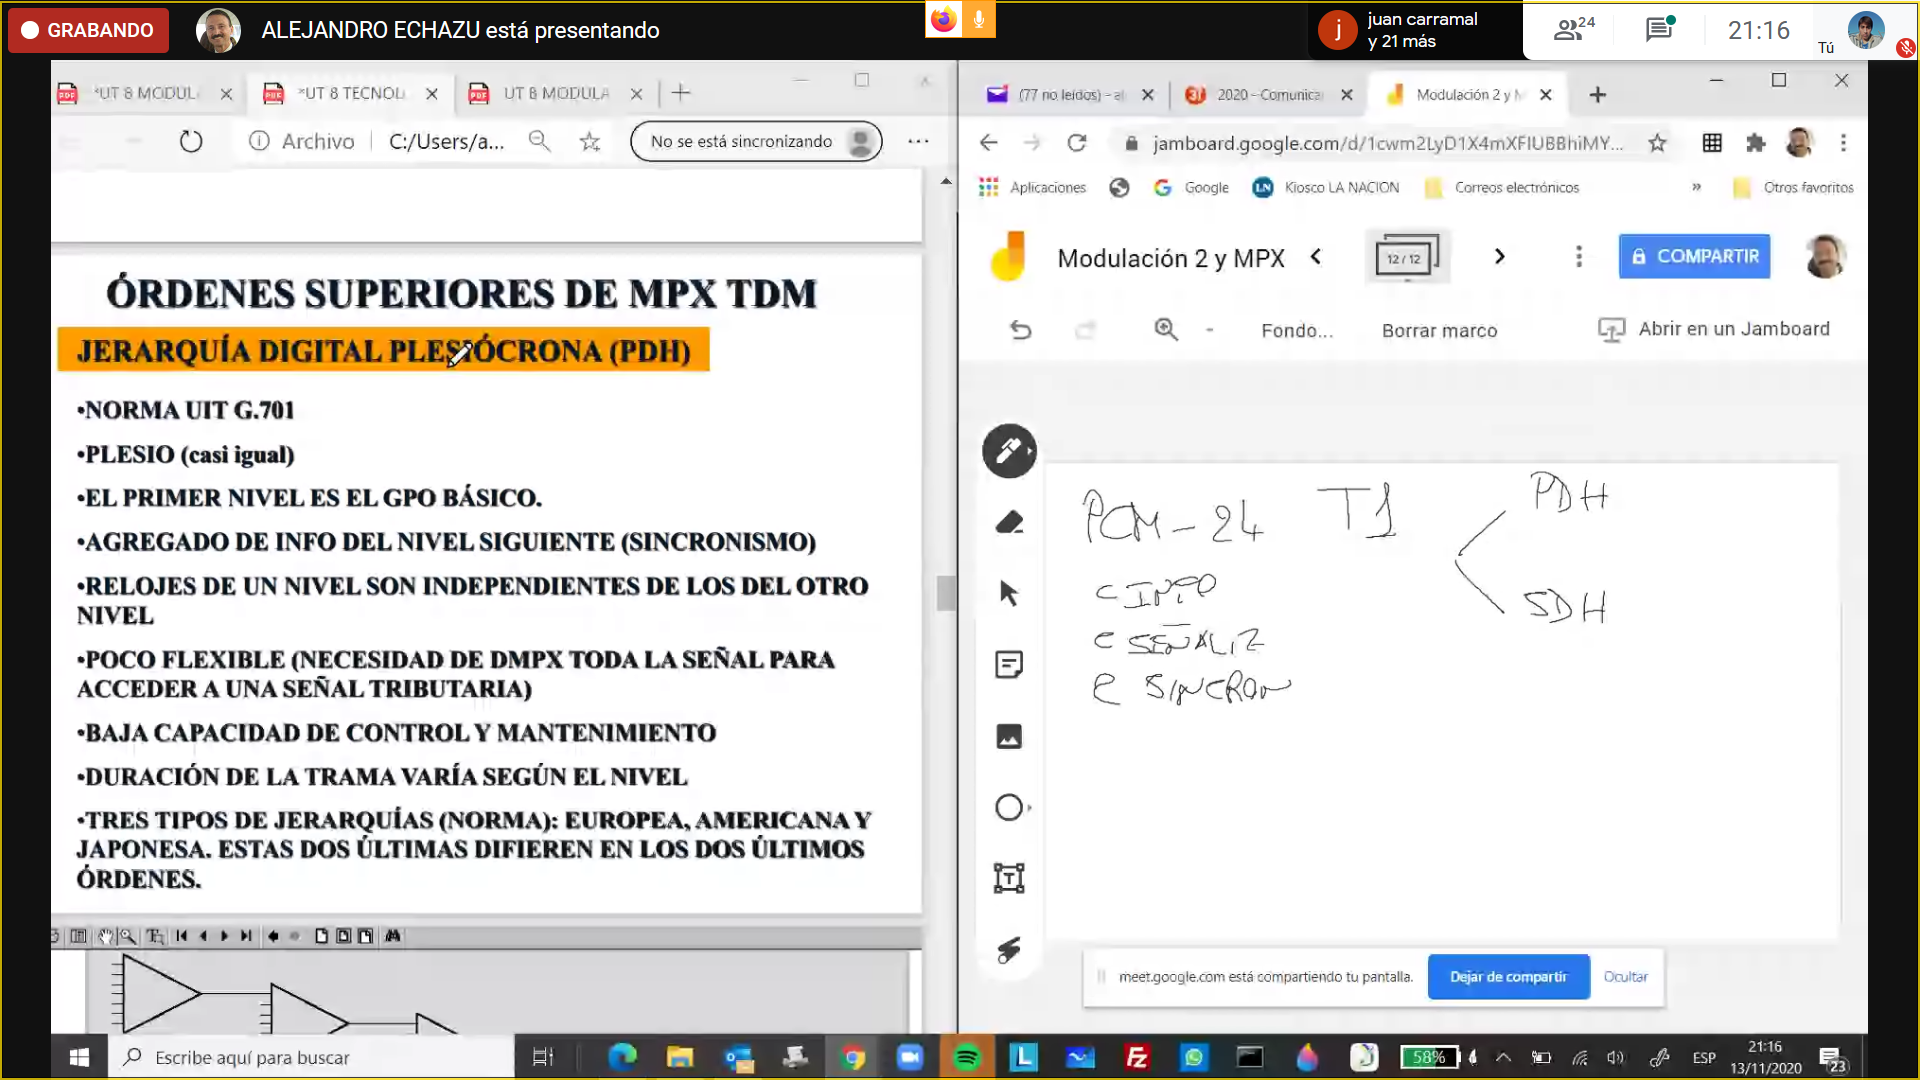 GRABANDO
ALEJANDRO ECHAZU está presentando
j
juan carramal
y 21 más
24
21:16
Tú
*UT 8 MODUL
*UT 8 TECNOL
UT 8 MODULA
Archivo
C:/Users/a...
No se está sincronizando
ÓRDENES SUPERIORES DE MPX TDM
JERARQUÍA DIGITAL PLESIÓCRONA (PDH)
•NORMA UIT G.701
•PLESIO (casi igual)
•EL PRIMER NIVEL ES EL GPO BÁSICO.
•AGREGADO DE INFO DEL NIVEL SIGUIENTE (SINCRONISMO)
•RELOJES DE UN NIVEL SON INDEPENDIENTES DE LOS DEL OTRO
NIVEL
•POCO FLEXIBLE (NECESIDAD DE DMPX TODA LA SEÑAL PARA
ACCEDER A UNA SEÑAL TRIBUTARIA)
•BAJA CAPACIDAD DE CONTROL Y MANTENIMIENTO
•DURACIÓN DE LA TRAMA VARÍA SEGÚN EL NIVEL
•TRES TIPOS DE JERARQUÍAS (NORMA): EUROPEA, AMERICANA Y
JAPONESA. ESTAS DOS ÚLTIMAS DIFIEREN EN LOS DOS ÚLTIMOS
ÓRDENES.
(77 no leídos) - a
2020 - Comunica
Modulación 2 y M
jamboard.google.com/d/1cwm2LyD1X4mXFIUBBhiMY...
Aplicaciones
Google
LN
Kiosco LA NACION
Correos electrónicos
»
Otros favoritos
Modulación 2 y MPX
12 / 12
COMPARTIR
Fondo...
Borrar marco
Abrir en un Jamboard
PCM - 24 T1
PDH
SDH
C INFO
C SEÑALIZ
C SINCRON
meet.google.com está compartiendo tu pantalla.
Dejar de compartir
Ocultar
Escribe aquí para buscar
58%
ESP
21:16
13/11/2020
23